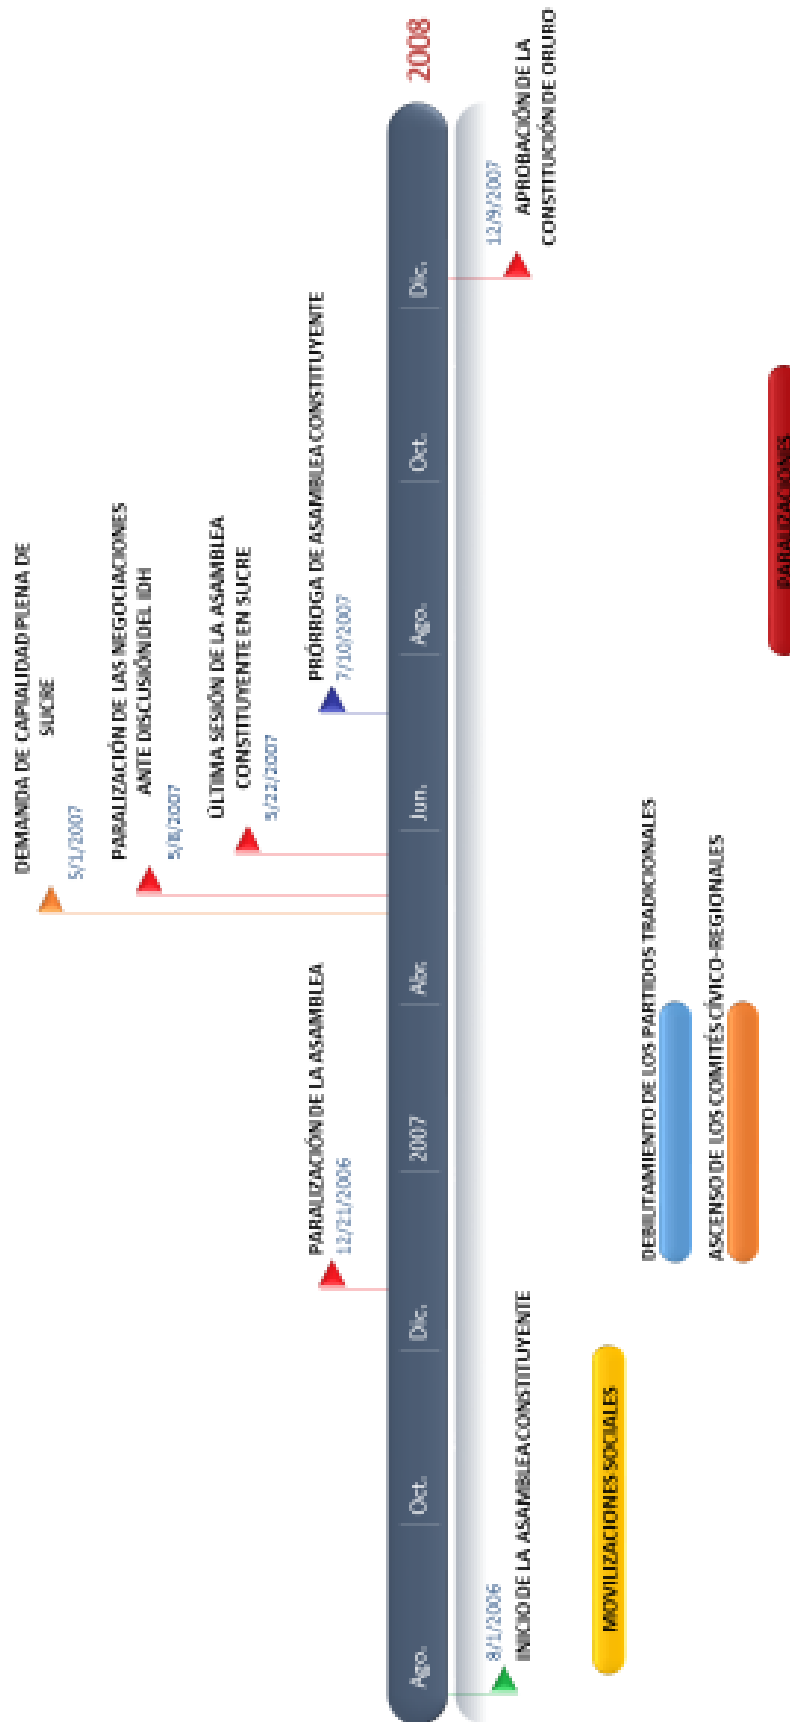 DEMANDA DE CAPIALIDAD PLENA DE
SUCRE
5/1/2007
PARALIZACIÓN DE LAS NEGOCIACIONES
ANTE DISCUSIÓN DEL IDH
5/8/2007
ÚLTIMA SESIÓN DE LA ASAMBLEA
CONSTITUYENTE EN SUCRE
5/22/2007
PARALIZACIÓN DE LA ASAMBLEA
12/21/2006
PRÓRROGA DE ASAMBLEA CONSTITUYENTE
7/10/2007
Ago.
Oct.
Dic.
2007
Abr.
Jun.
Ago.
Oct.
Dic.
2008
8/1/2006
INICIO DE LA ASAMBLEA CONSTITUYENTE
12/9/2007
APROBACIÓN DE LA
CONSTITUCIÓN DE ORURO
MOVILIZACIONES SOCIALES
DEBILITAMIENTO DE LOS PARTIDOS TRADICIONALES
ASCENSO DE LOS COMITÉS CÍVICO-REGIONALES
PARALIZACIONES